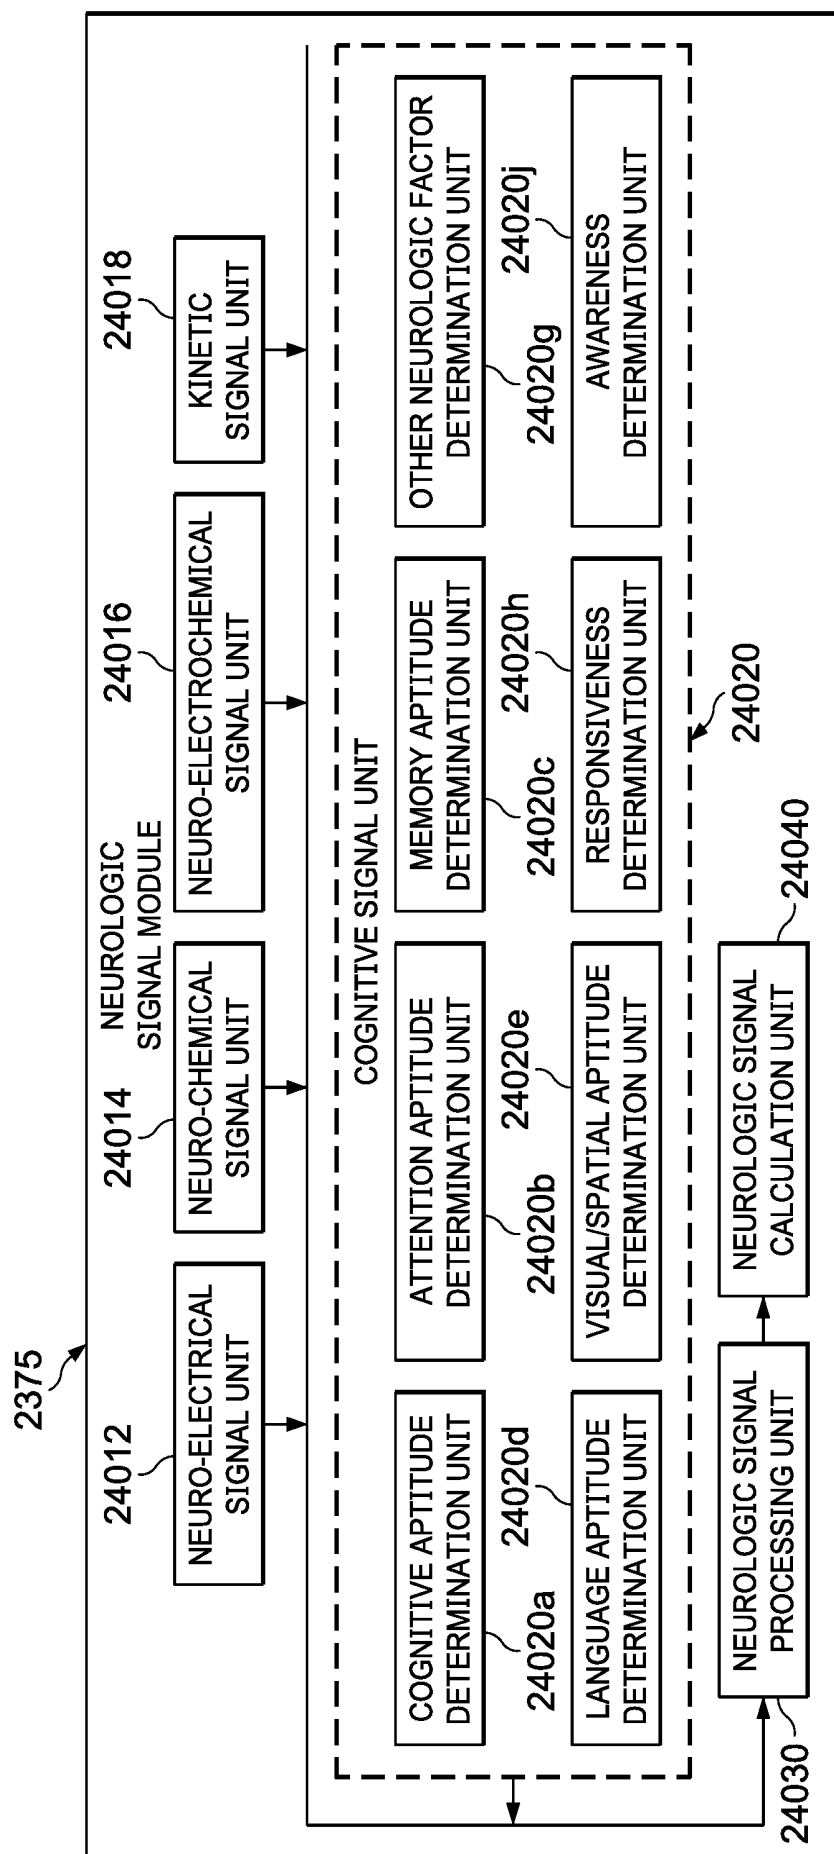 2375
NEUROLOGIC
SIGNAL MODULE
24012
NEURO-ELECTRICAL
SIGNAL UNIT
24014
NEURO-CHEMICAL
SIGNAL UNIT
24016
NEURO-ELECTROCHEMICAL
SIGNAL UNIT
24018
KINETIC
SIGNAL UNIT
COGNITIVE SIGNAL UNIT
COGNITIVE APTITUDE
DETERMINATION UNIT
24020a
ATTENTION APTITUDE
DETERMINATION UNIT
24020b
MEMORY APTITUDE
DETERMINATION UNIT
24020c
OTHER NEUROLOGIC FACTOR
DETERMINATION UNIT
24020g
24020d
LANGUAGE APTITUDE
DETERMINATION UNIT
24020e
VISUAL/SPATIAL APTITUDE
DETERMINATION UNIT
24020h
RESPONSIVENESS
DETERMINATION UNIT
24020j
AWARENESS
DETERMINATION UNIT
24020
24030
NEUROLOGIC SIGNAL
PROCESSING UNIT
24040
NEUROLOGIC SIGNAL
CALCULATION UNIT